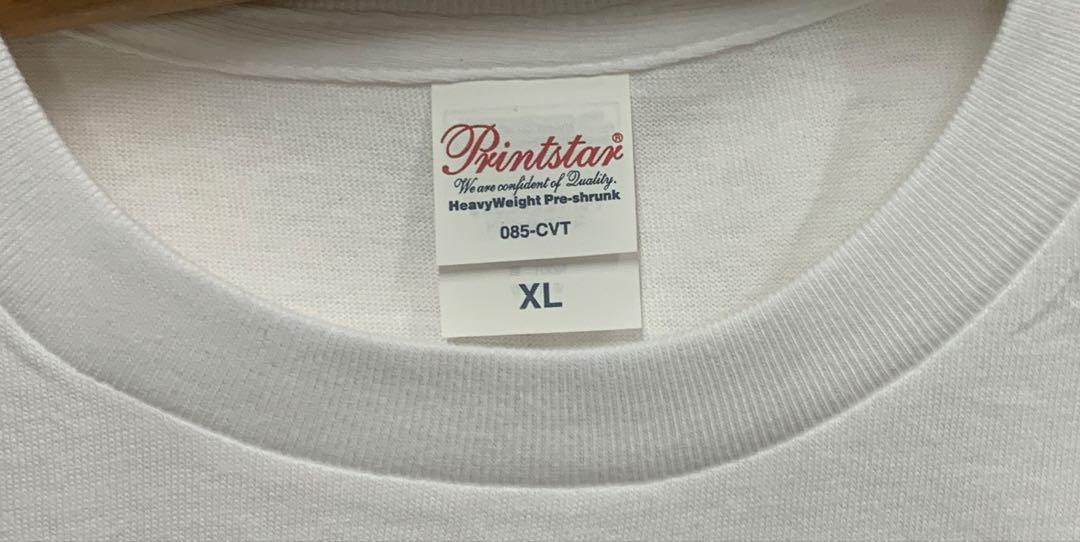 Printstar®
We are confident of Quality.
HeavyWeight Pre-shrunk
085-CVT
XL